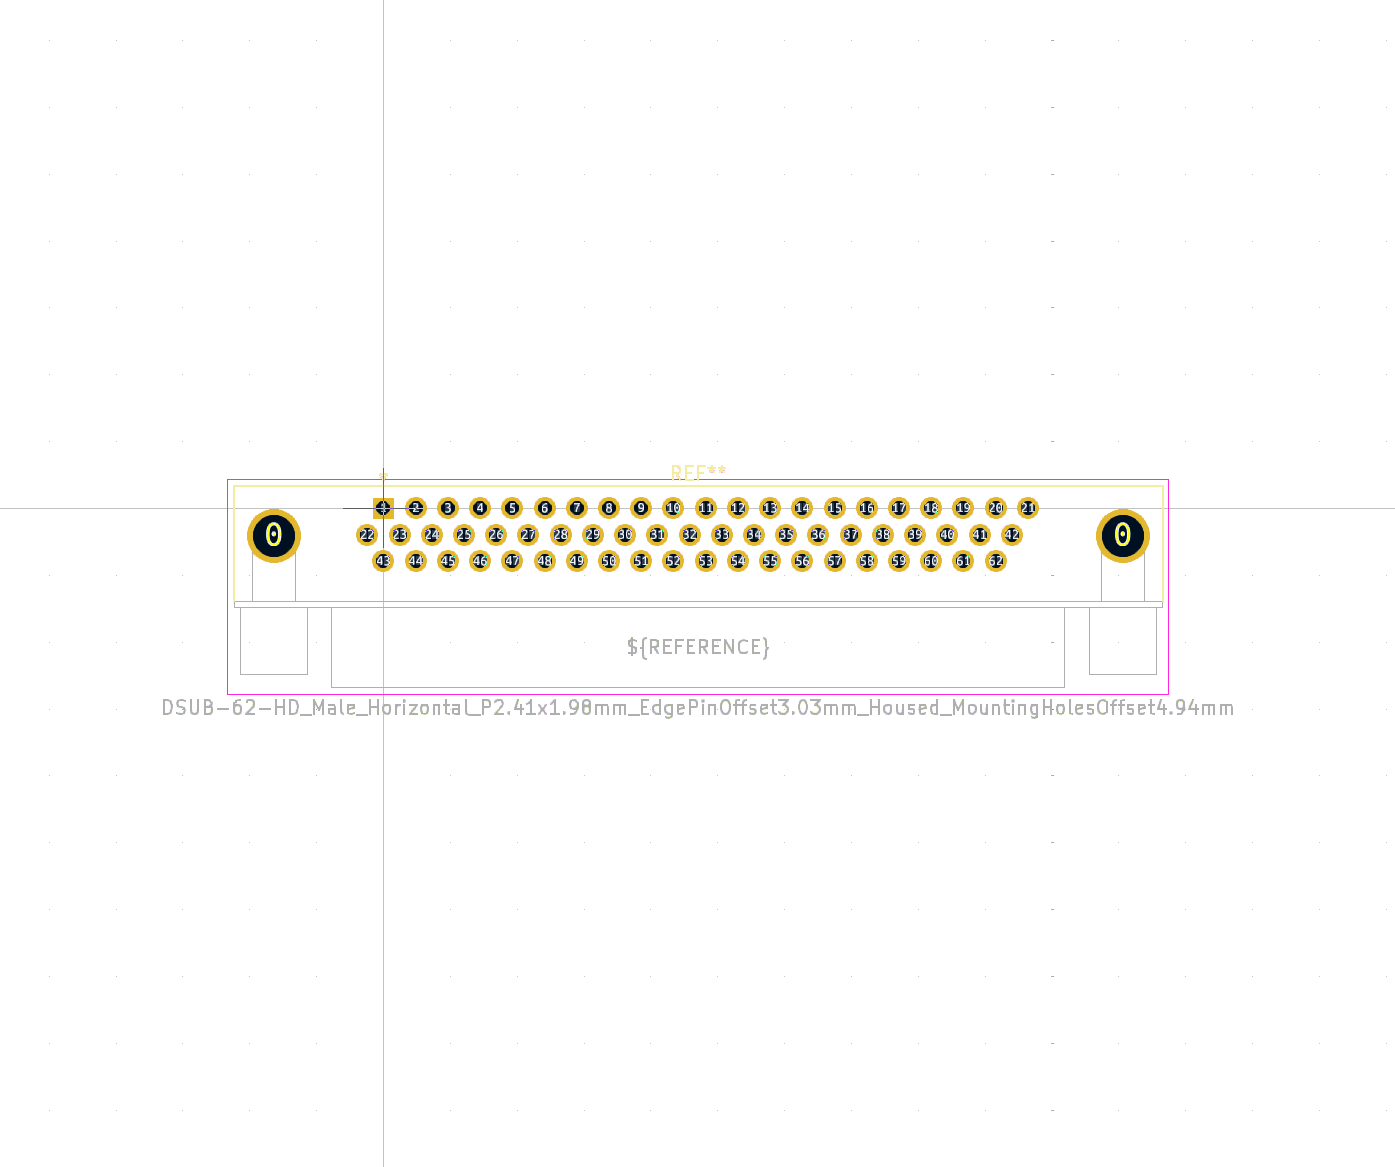 REF**
*
1 2 3 4 5 6 7 8 9 10 11 12 13 14 15 16 17 18 19 20 21
0 22 23 24 25 26 27 28 29 30 31 32 33 34 35 36 37 38 39 40 41 42 0
43 44 45 46 47 48 49 50 51 52 53 54 55 56 57 58 59 60 61 62
${REFERENCE}
DSUB-62-HD_Male_Horizontal_P2.41x1.98mm_EdgePinOffset3.03mm_Housed_MountingHolesOffset4.94mm